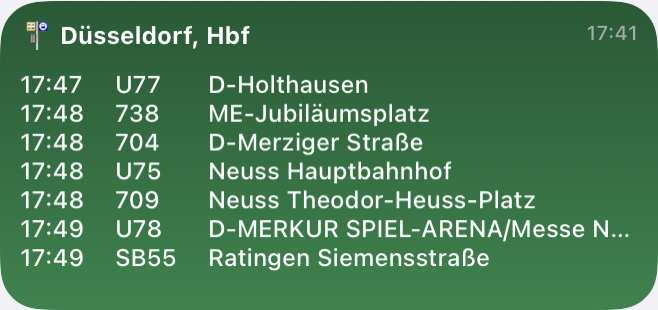 Düsseldorf, Hbf 17:41
17:47 U77 D-Holthausen
17:48 738 ME-Jubiläumsplatz
17:48 704 D-Merziger Straße
17:48 U75 Neuss Hauptbahnhof
17:48 709 Neuss Theodor-Heuss-Platz
17:49 U78 D-MERKUR SPIEL-ARENA/Messe N...
17:49 SB55 Ratingen Siemensstraße